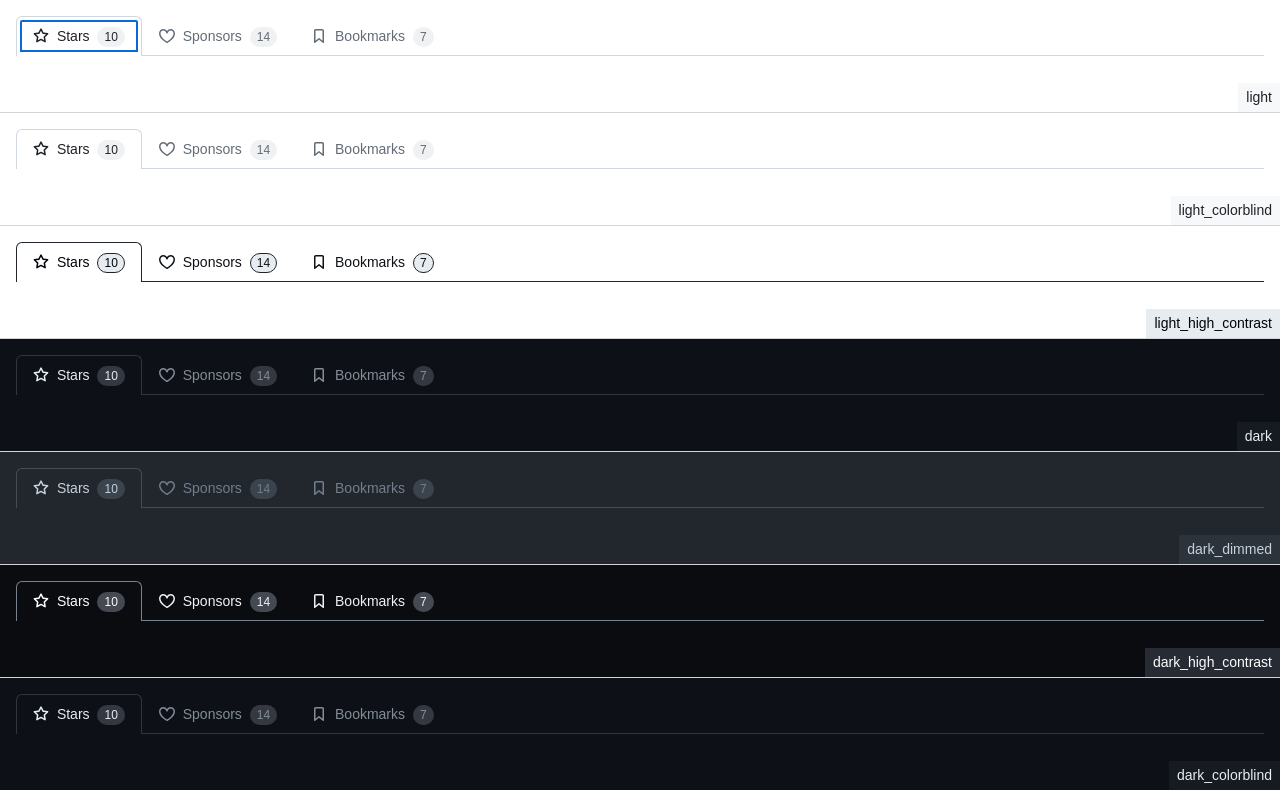 Stars 10 Sponsors 14 Bookmarks 7
light
Stars 10 Sponsors 14 Bookmarks 7
light_colorblind
Stars 10 Sponsors 14 Bookmarks 7
light_high_contrast
Stars 10 Sponsors 14 Bookmarks 7
dark
Stars 10 Sponsors 14 Bookmarks 7
dark_dimmed
Stars 10 Sponsors 14 Bookmarks 7
dark_high_contrast
Stars 10 Sponsors 14 Bookmarks 7
dark_colorblind